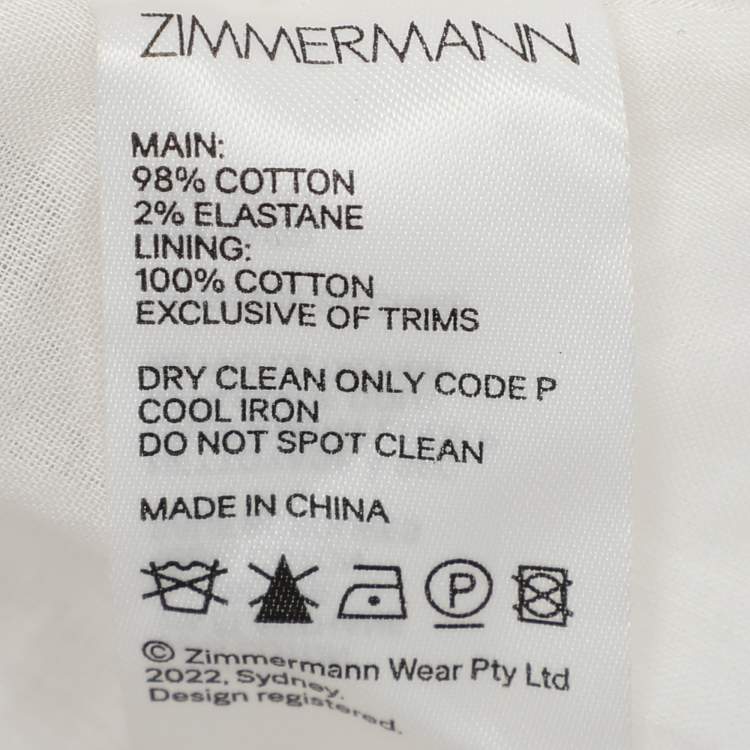 ZIMMERMANN
MAIN:
98% COTTON
2% ELASTANE
LINING:
100% COTTON
EXCLUSIVE OF TRIMS
DRY CLEAN ONLY CODE P
COOL IRON
DO NOT SPOT CLEAN
MADE IN CHINA
P
© Zimmermann Wear Pty Ltd
2022, Sydney.
Design registered.